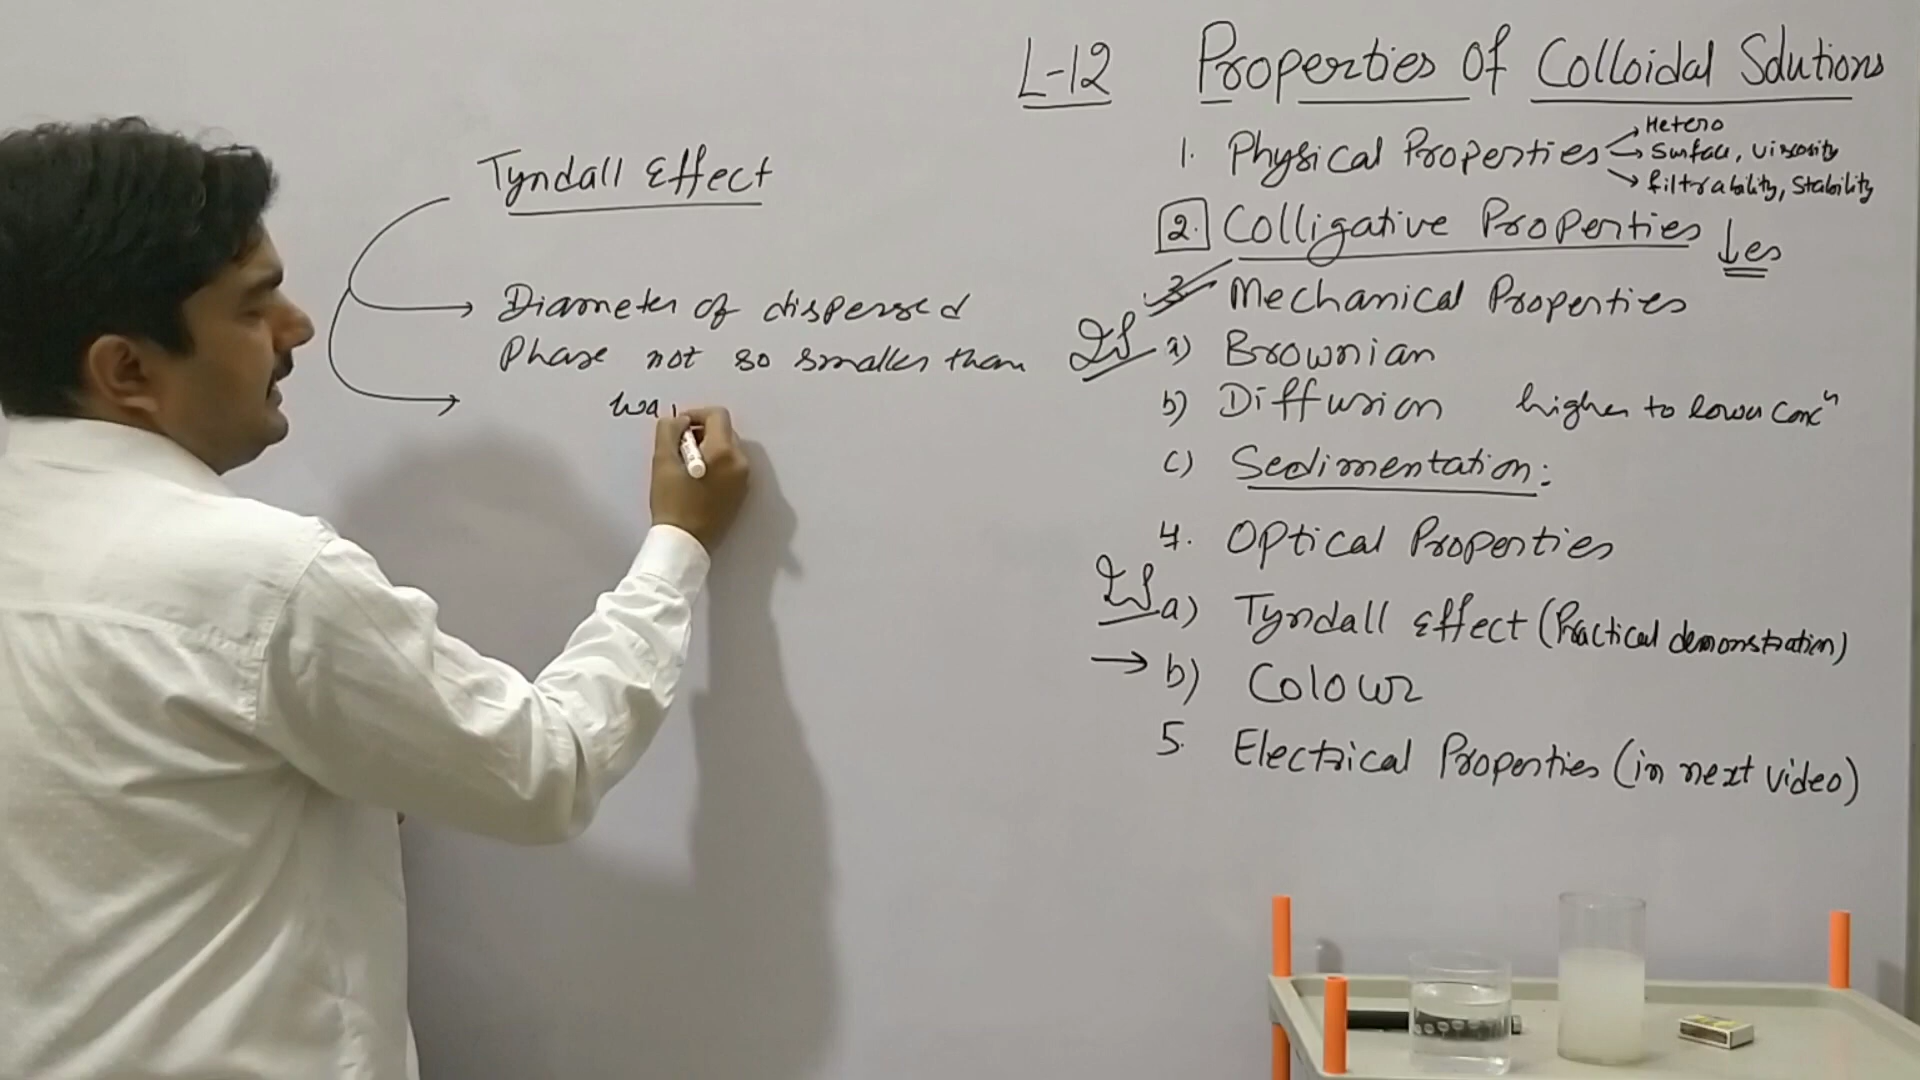 L-12 Properties Of Colloidal Solutions
1. Physical Properties → Hetero
→ Surface, Viscosity
→ filtrability, Stability
2. Colligative Properties ↓es
3. Mechanical Properties
a) Brownian
b) Diffusion higher to lower concⁿ
c) Sedimentation:
4. Optical Properties
a) Tyndall Effect (Practical demonstration)
→ b) Colour
5. Electrical Properties (in next video)
Tyndall Effect
→ Diameter of dispersed
Phase not so smaller than
→ wav